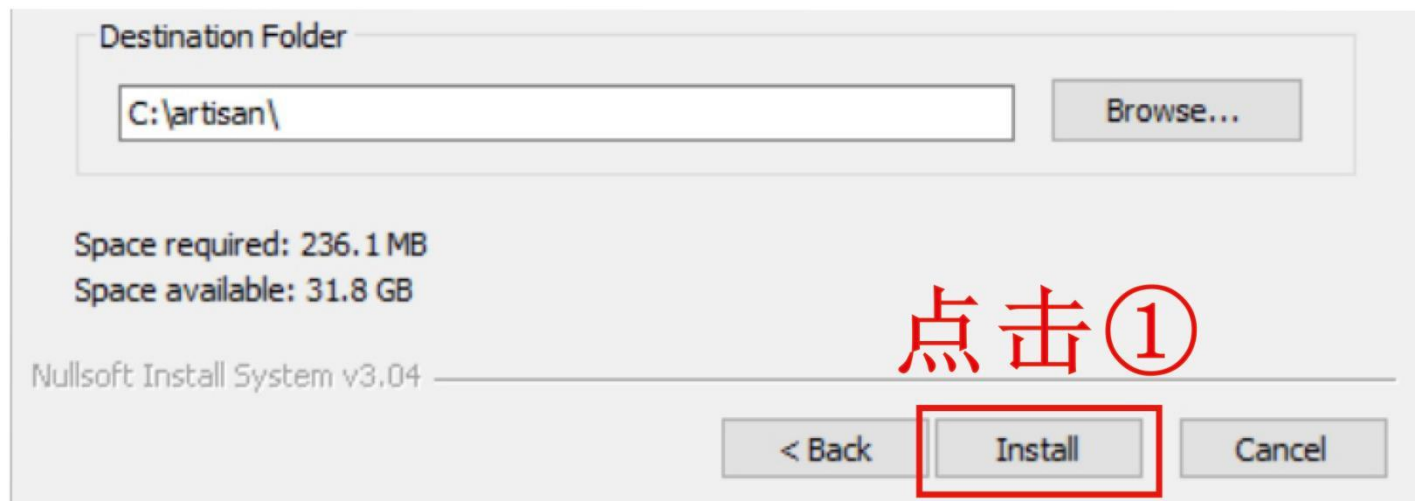 Destination Folder
C:\artisan\
Browse...
Space required: 236.1 MB
Space available: 31.8 GB
点击①
Nullsoft Install System v3.04
< Back
Install
Cancel